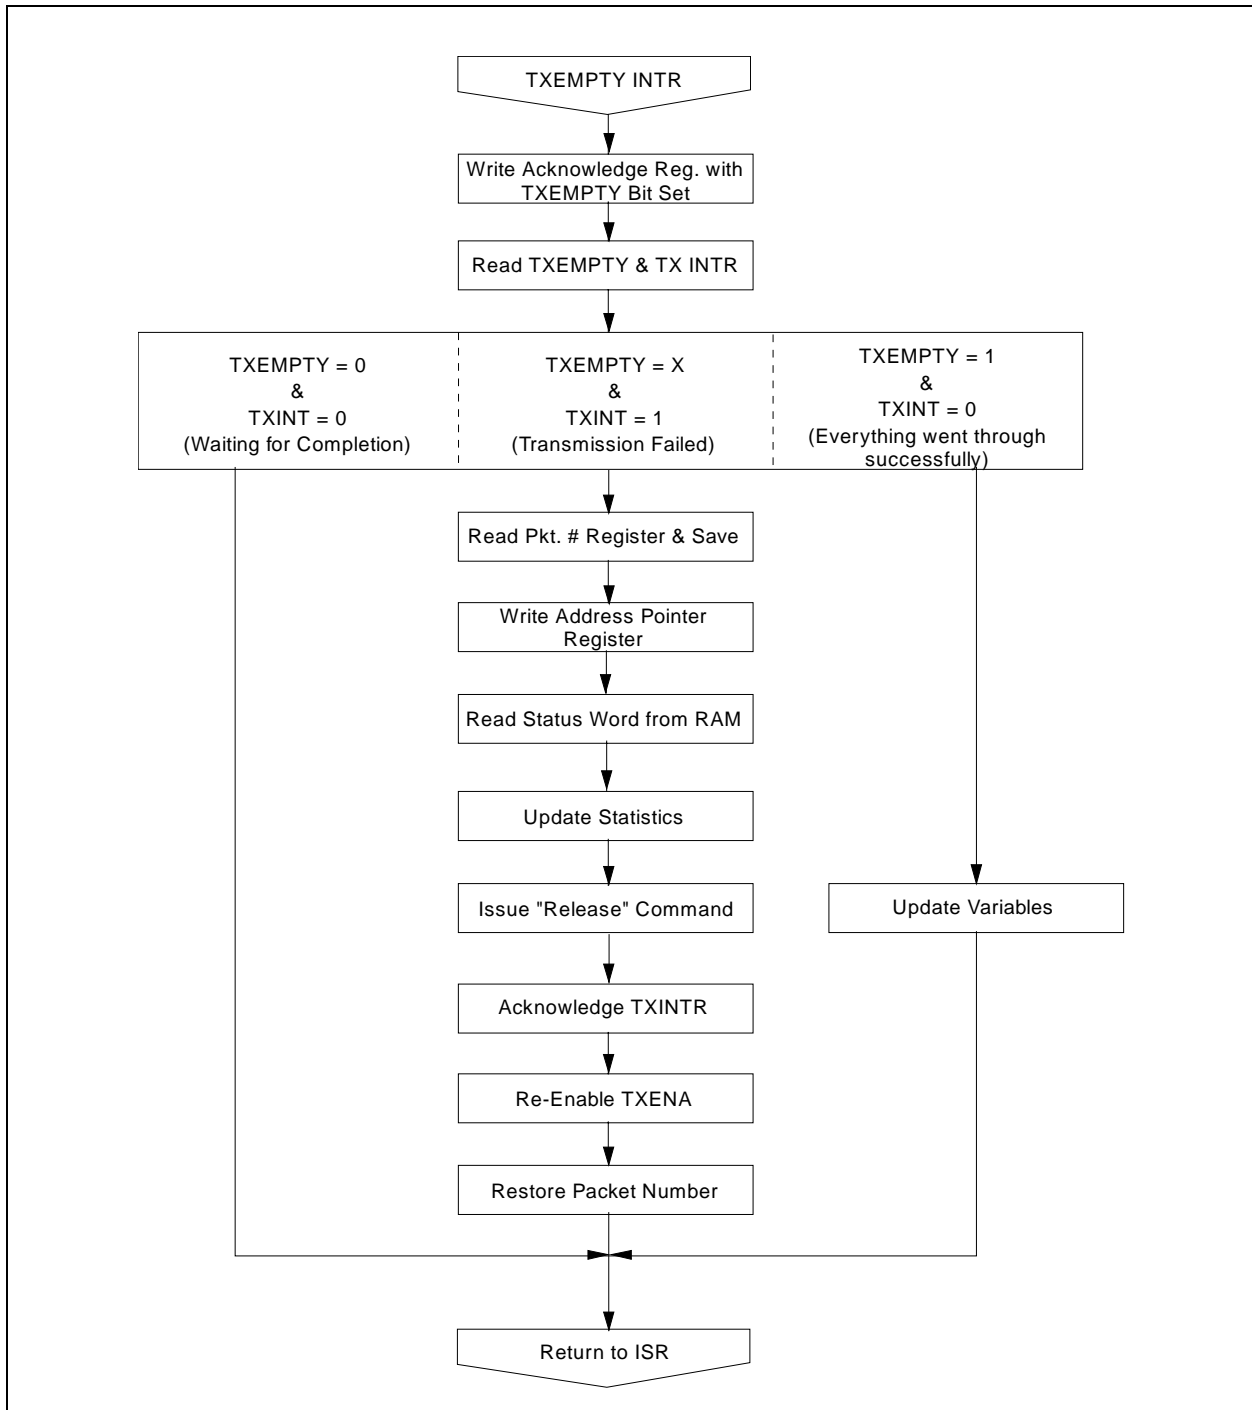 TXEMPTY INTR
Write Acknowledge Reg. with
TXEMPTY Bit Set
Read TXEMPTY & TX INTR
TXEMPTY = 0
&
TXINT = 0
(Waiting for Completion)
TXEMPTY = X
&
TXINT = 1
(Transmission Failed)
TXEMPTY = 1
&
TXINT = 0
(Everything went through
successfully)
Read Pkt. # Register & Save
Write Address Pointer
Register
Read Status Word from RAM
Update Statistics
Issue "Release" Command
Update Variables
Acknowledge TXINTR
Re-Enable TXENA
Restore Packet Number
Return to ISR